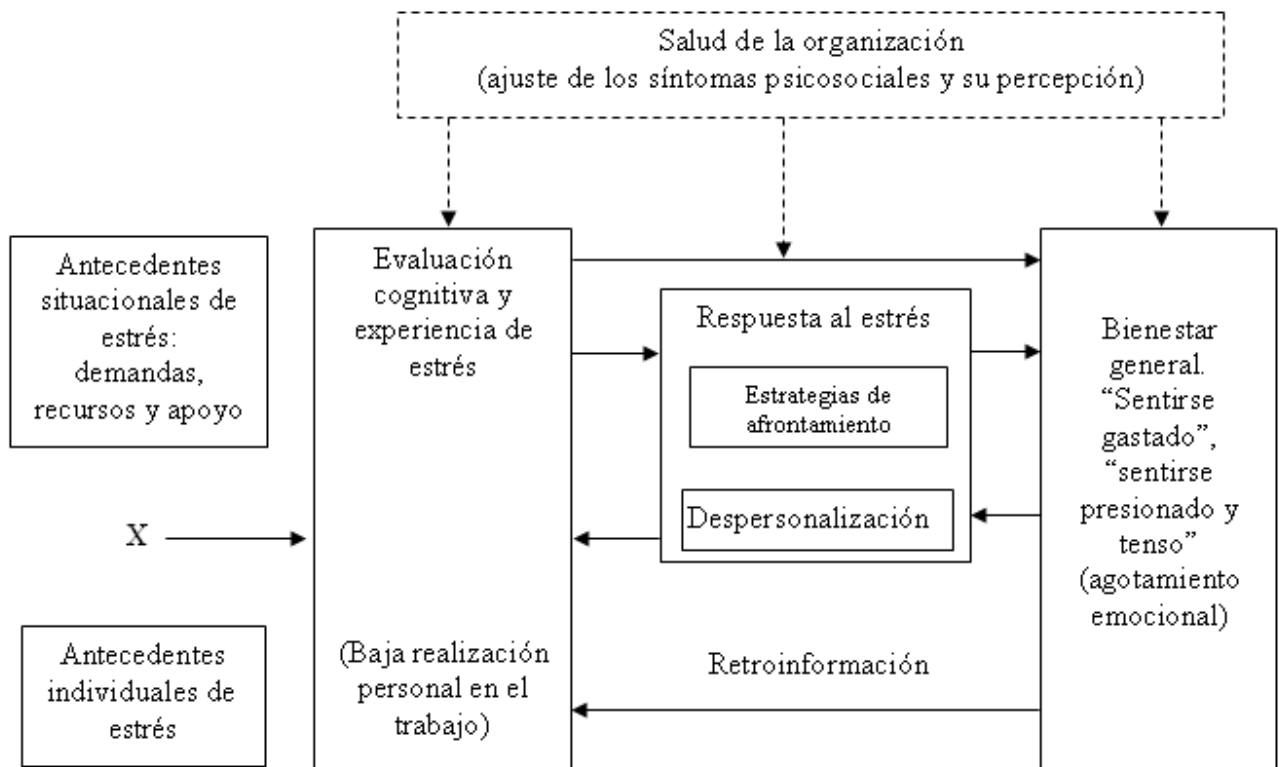 Salud de la organización
(ajuste de los síntomas psicosociales y su percepción)
Antecedentes
situacionales de
estrés:
demandas,
recursos y apoyo
X
Antecedentes
individuales de
estrés
Evaluación
cognitiva y
experiencia de
estrés
(Baja realización
personal en el
trabajo)
Respuesta al estrés
Estrategias de
afrontamiento
Despersonalización
Retroinformación
Bienestar
general.
“Sentirse
gastado”,
“sentirse
presionado y
tenso”
(agotamiento
emocional)